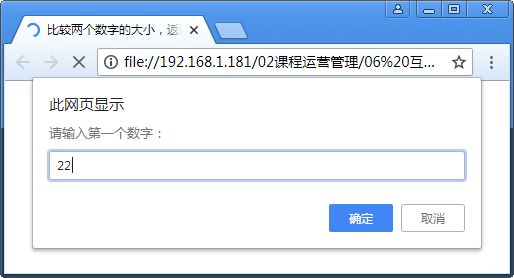 比较两个数字的大小，返
file://192.168.1.181/02课程运营管理/06%20互...
此网页显示
请输入第一个数字：
22
确定
取消